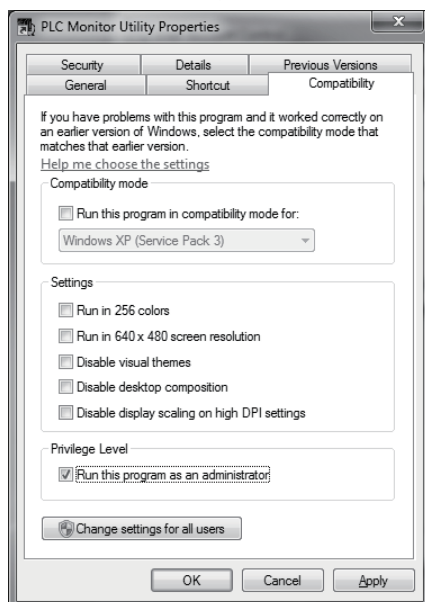 PLC Monitor Utility Properties
Security Details Previous Versions
General Shortcut Compatibility
If you have problems with this program and it worked correctly on
an earlier version of Windows, select the compatibility mode that
matches that earlier version.
Help me choose the settings
Compatibility mode
Run this program in compatibility mode for:
Windows XP (Service Pack 3)
Settings
Run in 256 colors
Run in 640 x 480 screen resolution
Disable visual themes
Disable desktop composition
Disable display scaling on high DPI settings
Privilege Level
Run this program as an administrator
Change settings for all users
OK Cancel Apply